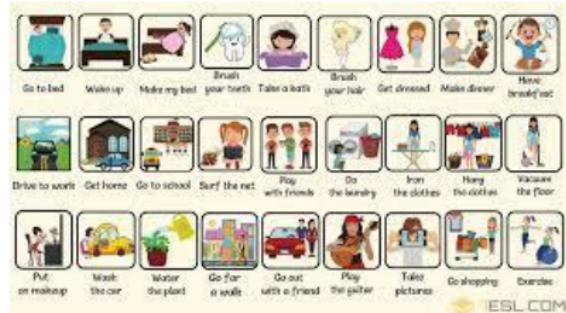 Go to bed
Wake up
Make my bed
Brush
your teeth
Take a bath
Brush
your hair
Get dressed
Make dinner
Have
breakfast
Drive to work
Get home
Go to school
Surf the net
Play
with friends
Do
the laundry
Iron
the clothes
Hang
the clothes
Vacuum
the floor
Put
on makeup
Wash
the car
Water
the plant
Go for
a walk
Go out
with a friend
Play
the guitar
Take
pictures
Go shopping
Exercise
7ESL.COM